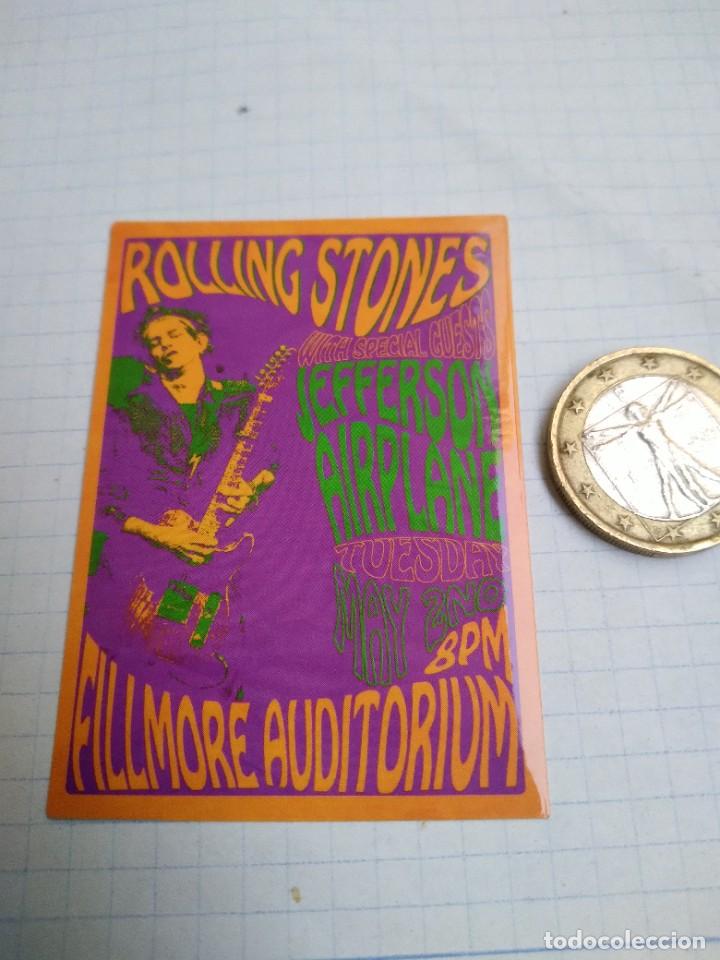 ROLLING STONES
WITH SPECIAL GUESTS
JEFFERSON
AIRPLANE
TUESDAY
MAY 2ND
8PM
FILLMORE AUDITORIUM
todocoleccion